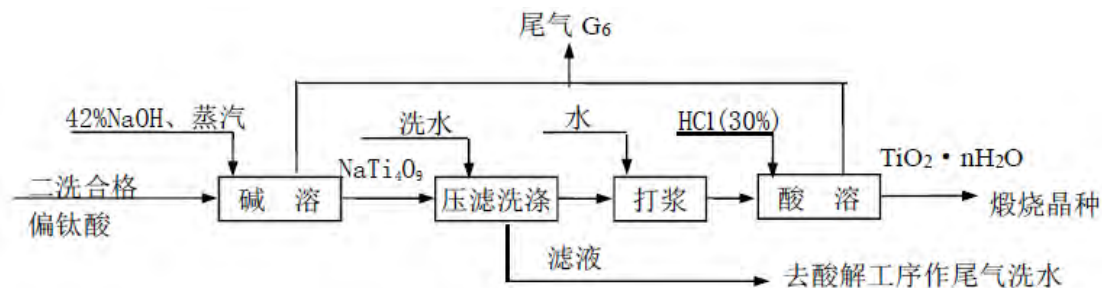 尾气 G₆
42%NaOH、蒸汽
洗水
水
HCl(30%)
NaTi₄O₉
TiO₂·nH₂O
二洗合格
偏钛酸
碱 溶
压滤洗涤
打浆
酸 溶
煅烧晶种
滤液
去酸解工序作尾气洗水